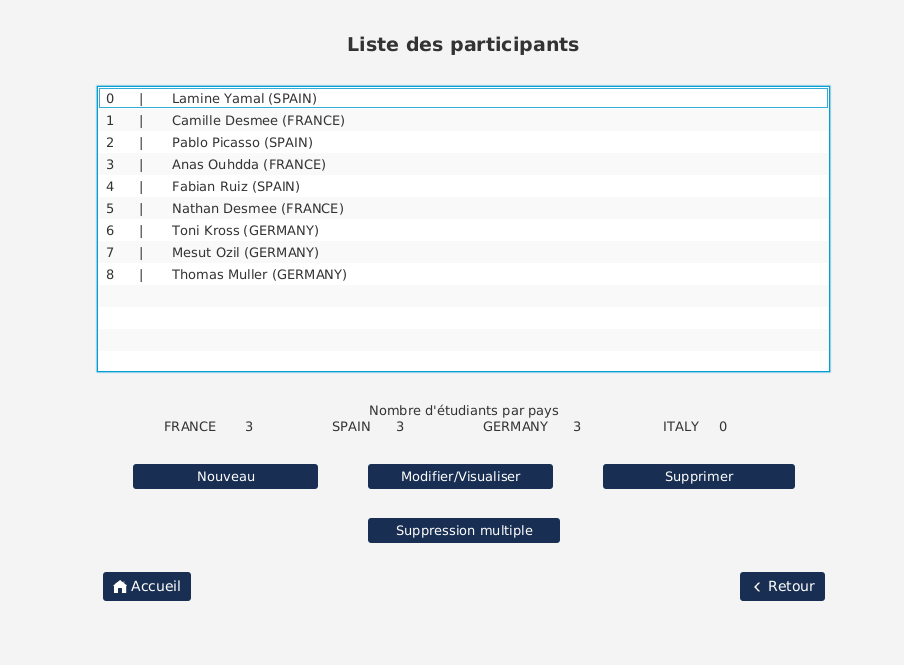 Liste des participants
0 | Lamine Yamal (SPAIN)
1 | Camille Desmee (FRANCE)
2 | Pablo Picasso (SPAIN)
3 | Anas Ouhdda (FRANCE)
4 | Fabian Ruiz (SPAIN)
5 | Nathan Desmee (FRANCE)
6 | Toni Kross (GERMANY)
7 | Mesut Ozil (GERMANY)
8 | Thomas Muller (GERMANY)
Nombre d'étudiants par pays
FRANCE 3 SPAIN 3 GERMANY 3 ITALY 0
Nouveau Modifier/Visualiser Supprimer
Suppression multiple
Accueil Retour